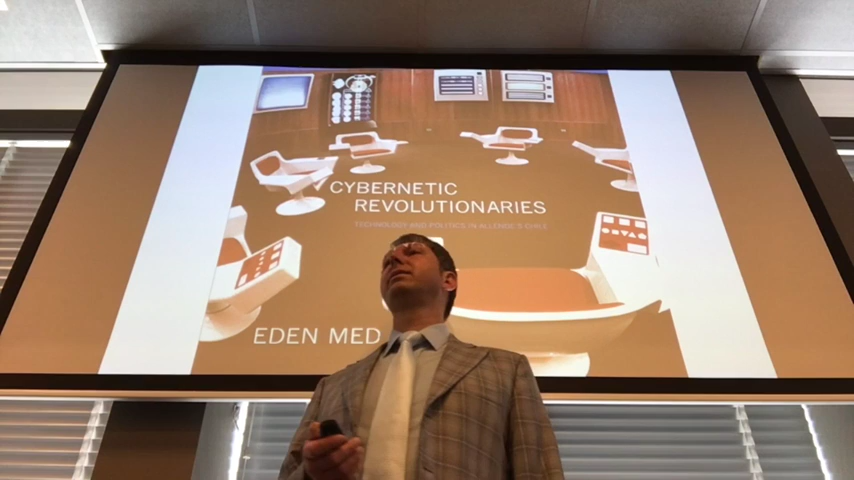 CYBERNETIC
REVOLUTIONARIES
TECHNOLOGY AND POLITICS IN ALLENDE'S CHILE
EDEN MED